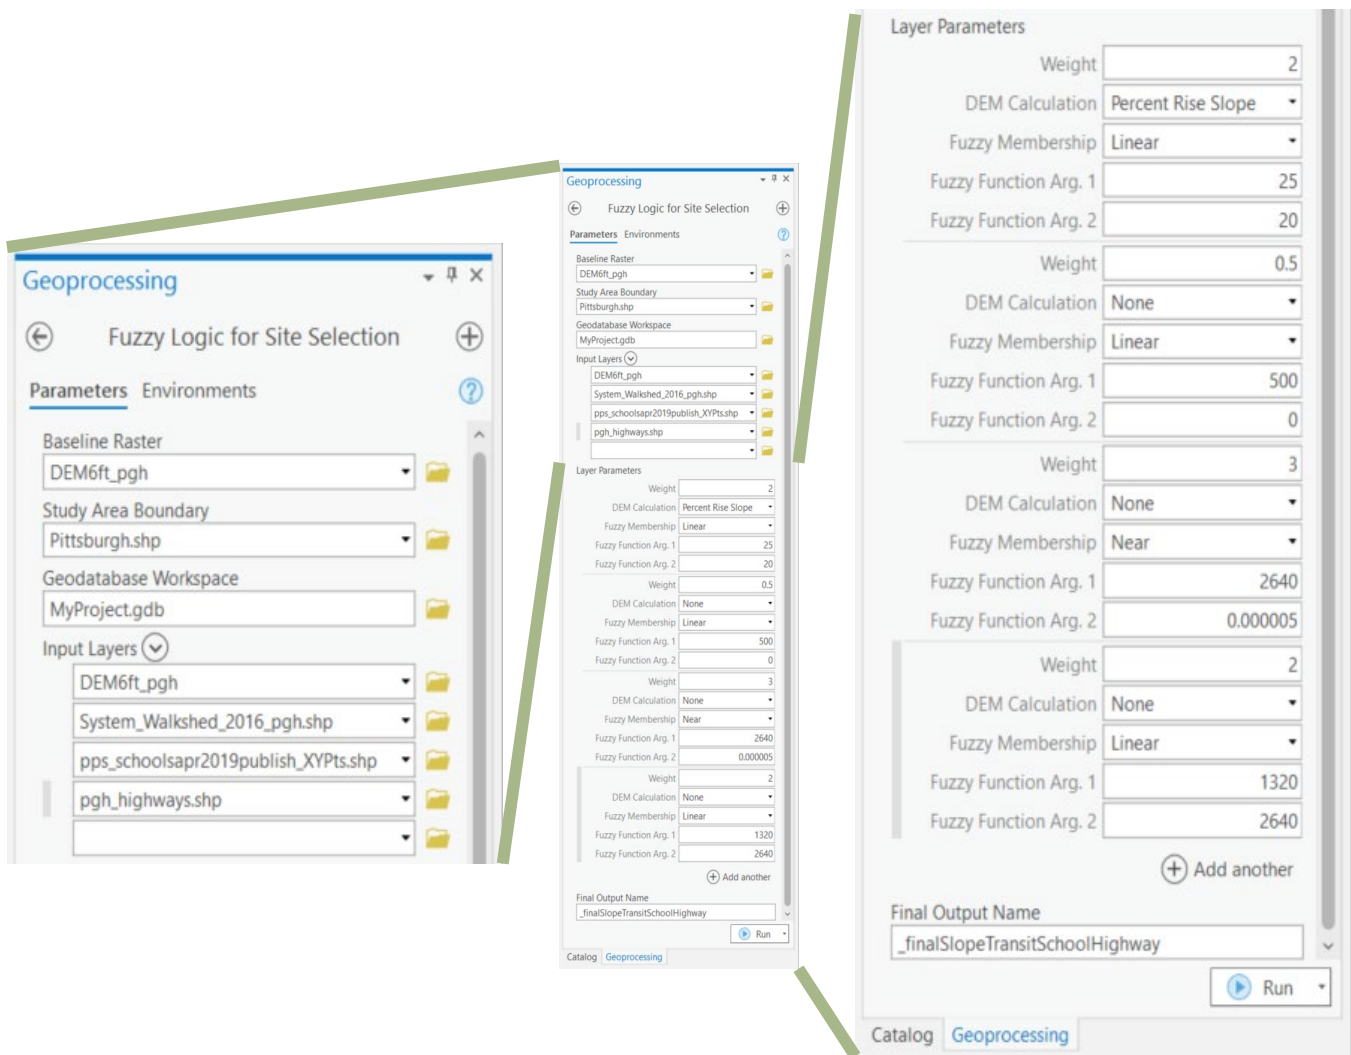 Geoprocessing
Fuzzy Logic for Site Selection
Parameters Environments
Baseline Raster
DEM6ft_pgh
Study Area Boundary
Pittsburgh.shp
Geodatabase Workspace
MyProject.gdb
Input Layers
DEM6ft_pgh
System_Walkshed_2016_pgh.shp
pps_schoolsapr2019publish_XYPts.shp
pgh_highways.shp
Geoprocessing
Fuzzy Logic for Site Selection
Parameters Environments
Baseline Raster
DEM6ft_pgh
Study Area Boundary
Pittsburgh.shp
Geodatabase Workspace
MyProject.gdb
Input Layers
DEM6ft_pgh
System_Walkshed_2016_pgh.shp
pps_schoolsapr2019publish_XYPts.shp
pgh_highways.shp
Layer Parameters
Weight 2
DEM Calculation Percent Rise Slope
Fuzzy Membership Linear
Fuzzy Function Arg. 1 25
Fuzzy Function Arg. 2 20
Weight 0.5
DEM Calculation None
Fuzzy Membership Linear
Fuzzy Function Arg. 1 500
Fuzzy Function Arg. 2 0
Weight 3
DEM Calculation None
Fuzzy Membership Near
Fuzzy Function Arg. 1 2640
Fuzzy Function Arg. 2 0.000005
Weight 2
DEM Calculation None
Fuzzy Membership Linear
Fuzzy Function Arg. 1 1320
Fuzzy Function Arg. 2 2640
Add another
Final Output Name
_finalSlopeTransitSchoolHighway
Run
Catalog Geoprocessing
Layer Parameters
Weight 2
DEM Calculation Percent Rise Slope
Fuzzy Membership Linear
Fuzzy Function Arg. 1 25
Fuzzy Function Arg. 2 20
Weight 0.5
DEM Calculation None
Fuzzy Membership Linear
Fuzzy Function Arg. 1 500
Fuzzy Function Arg. 2 0
Weight 3
DEM Calculation None
Fuzzy Membership Near
Fuzzy Function Arg. 1 2640
Fuzzy Function Arg. 2 0.000005
Weight 2
DEM Calculation None
Fuzzy Membership Linear
Fuzzy Function Arg. 1 1320
Fuzzy Function Arg. 2 2640
Add another
Final Output Name
_finalSlopeTransitSchoolHighway
Run
Catalog Geoprocessing